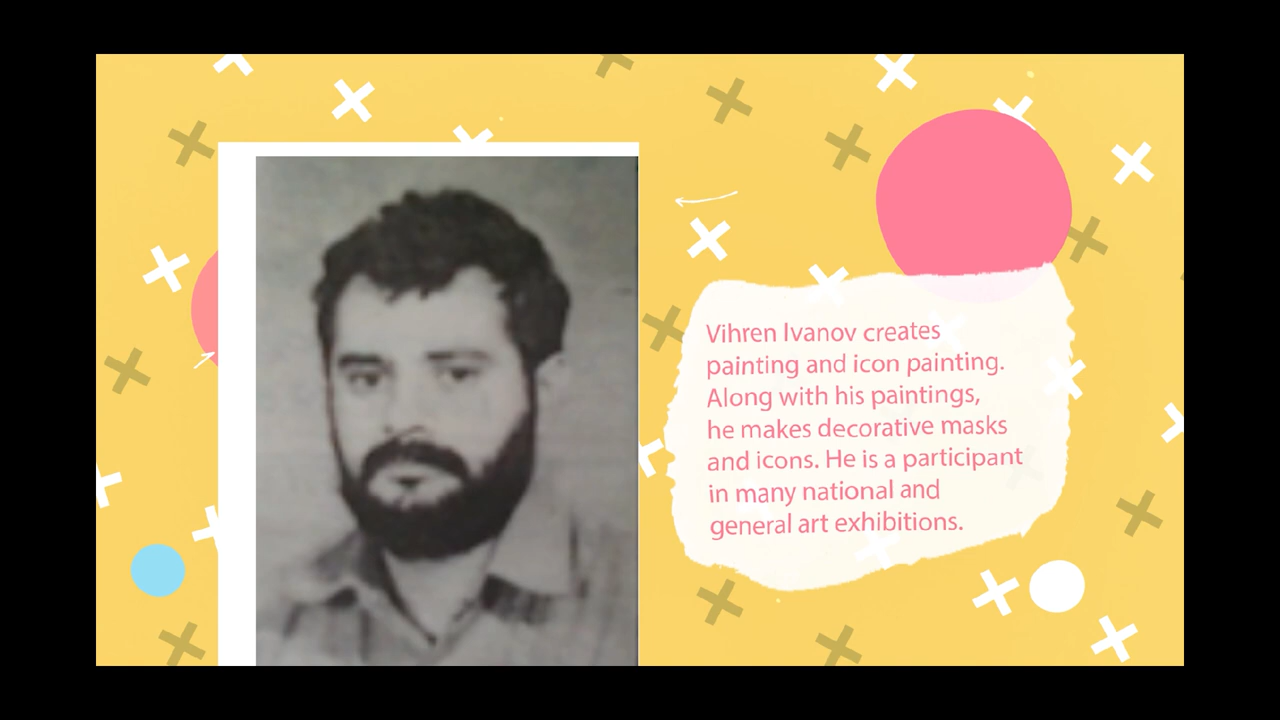 Vihren Ivanov creates
painting and icon painting.
Along with his paintings,
he makes decorative masks
and icons. He is a participant
in many national and
general art exhibitions.